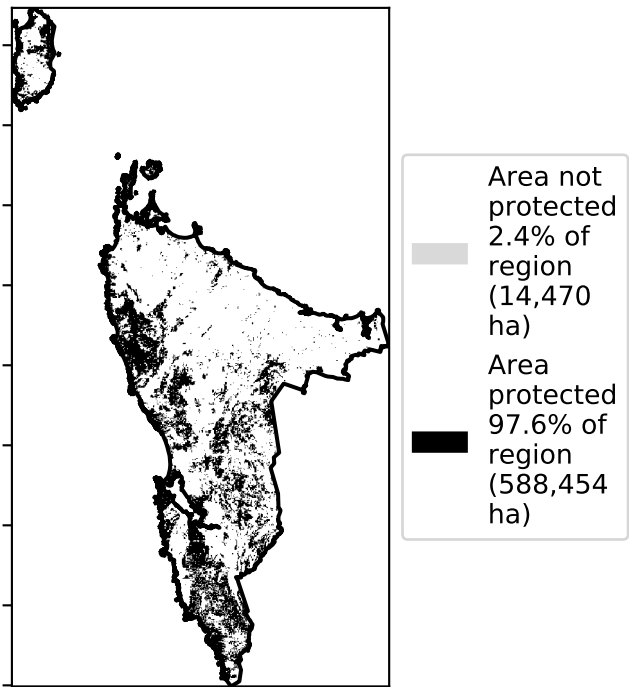 Area not
protected
2.4% of
region
(14,470
ha)
Area
protected
97.6% of
region
(588,454
ha)